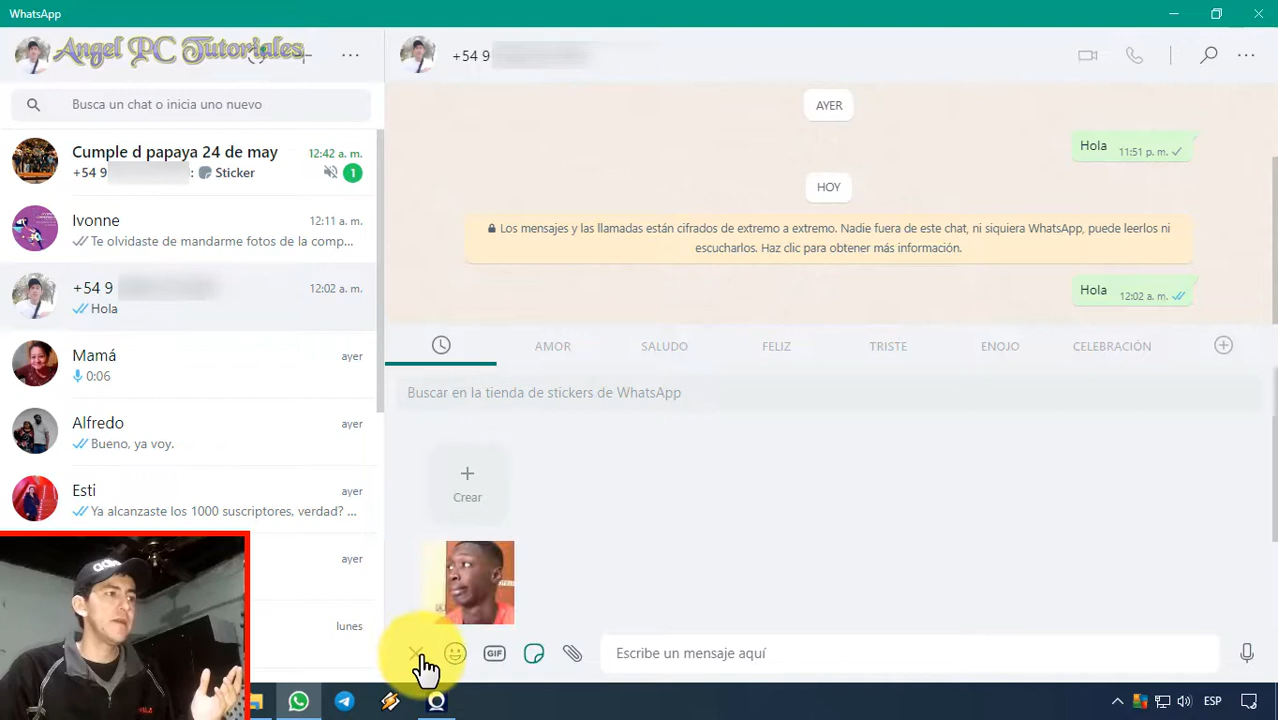 WhatsApp
Angel PC Tutoriales
+54 9
Busca un chat o inicia uno nuevo
AYER
Hola 11:51 p. m.
HOY
Los mensajes y las llamadas están cifrados de extremo a extremo. Nadie fuera de este chat, ni siquiera WhatsApp, puede leerlos ni
escucharlos. Haz clic para obtener más información.
Hola 12:02 a. m.
Cumple d papaya 24 de may 12:42 a. m.
+54 9 : Sticker 1
Ivonne 12:11 a. m.
Te olvidaste de mandarme fotos de la comp...
+54 9 12:02 a. m.
Hola
Mamá ayer
0:06
Alfredo ayer
Bueno, ya voy.
Esti ayer
Ya alcanzaste los 1000 suscriptores, verdad? ...
ayer
lunes
AMOR SALUDO FELIZ TRISTE ENOJO CELEBRACIÓN
Buscar en la tienda de stickers de WhatsApp
Crear
GIF
Escribe un mensaje aquí
ESP